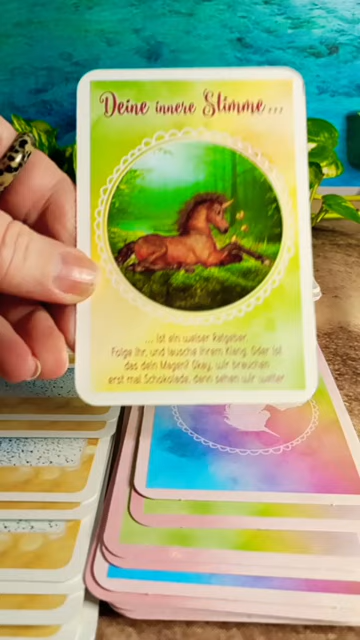 Deine innere Stimme...
... ist ein weiser Ratgeber.
Folge ihr, und lausche ihrem Klang. Oder ist
das dein Magen? Okay, wir brauchen
erst mal Schokolade, dann sehen wir weiter